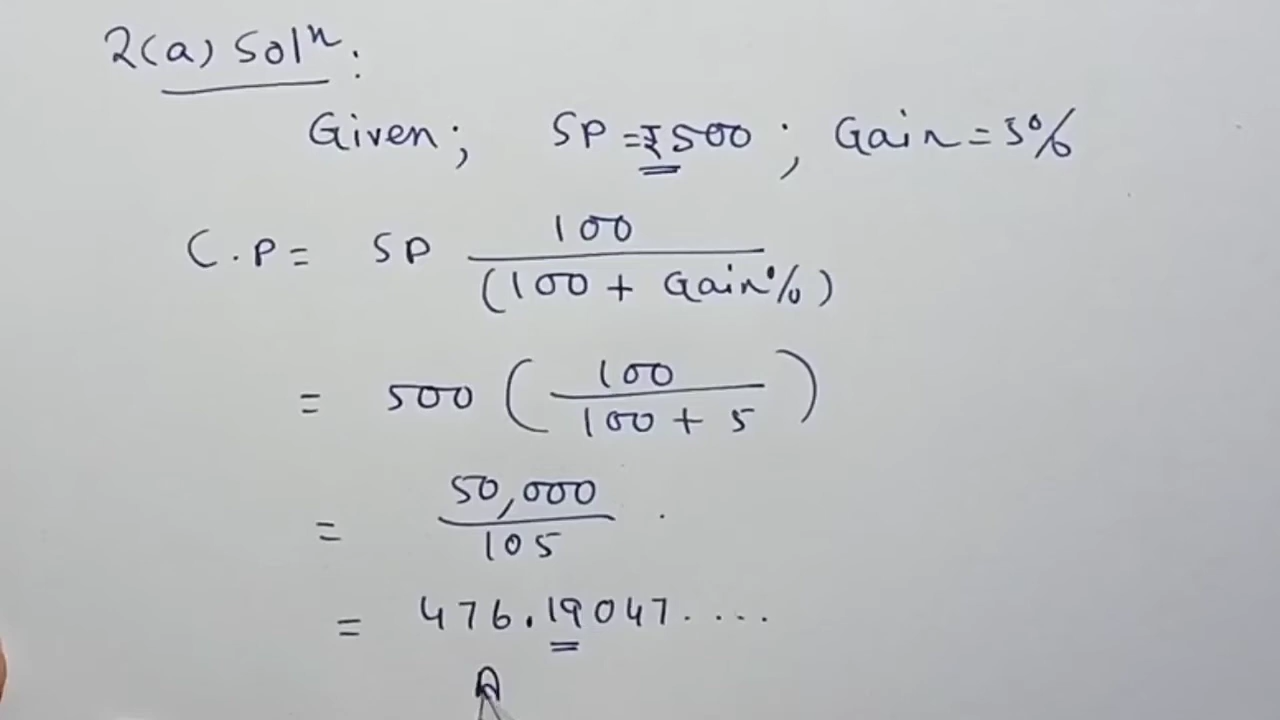 2(a) Solⁿ:
Given; SP = ₹500; Gain = 5%
C.P = SP 100 / (100 + Gain%)
= 500 (100 / 100 + 5)
= 50,000 / 105
= 476.19047....
A